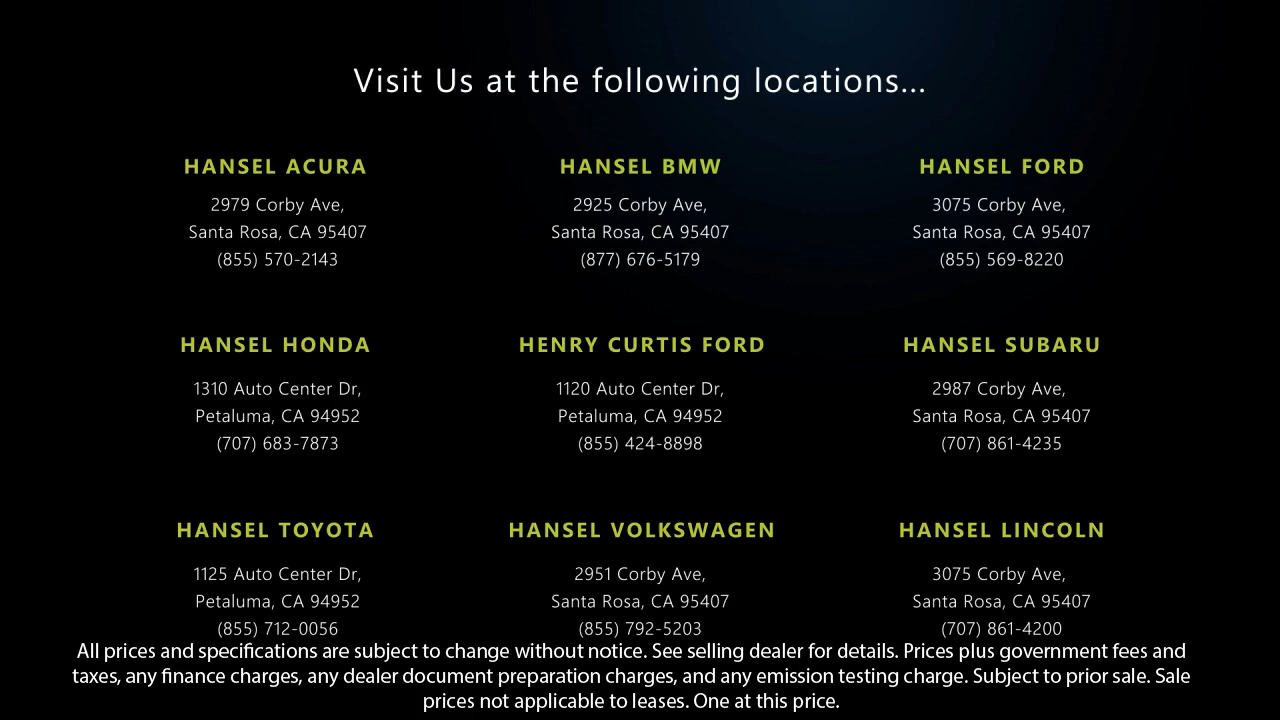 Visit Us at the following locations...
HANSEL ACURA
2979 Corby Ave,
Santa Rosa, CA 95407
(855) 570-2143
HANSEL BMW
2925 Corby Ave,
Santa Rosa, CA 95407
(877) 676-5179
HANSEL FORD
3075 Corby Ave,
Santa Rosa, CA 95407
(855) 569-8220
HANSEL HONDA
1310 Auto Center Dr,
Petaluma, CA 94952
(707) 683-7873
HENRY CURTIS FORD
1120 Auto Center Dr,
Petaluma, CA 94952
(855) 424-8898
HANSEL SUBARU
2987 Corby Ave,
Santa Rosa, CA 95407
(707) 861-4235
HANSEL TOYOTA
1125 Auto Center Dr,
Petaluma, CA 94952
(855) 712-0056
HANSEL VOLKSWAGEN
2951 Corby Ave,
Santa Rosa, CA 95407
(855) 792-5203
HANSEL LINCOLN
3075 Corby Ave,
Santa Rosa, CA 95407
(707) 861-4200
All prices and specifications are subject to change without notice. See selling dealer for details. Prices plus government fees and
taxes, any finance charges, any dealer document preparation charges, and any emission testing charge. Subject to prior sale. Sale
prices not applicable to leases. One at this price.